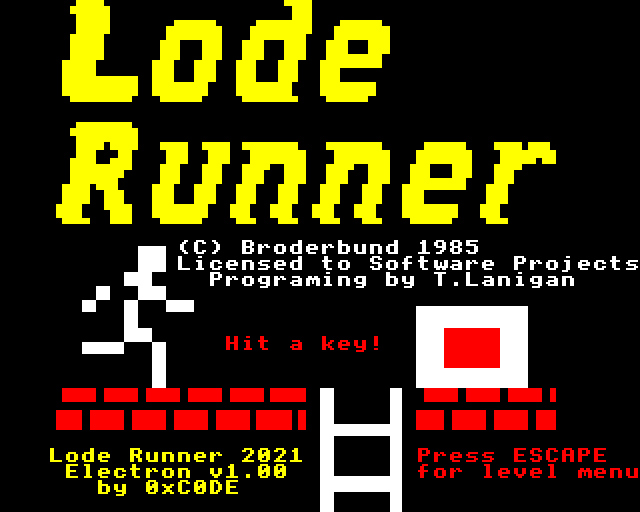 Lode
Runner
(C) Broderbund 1985
Licensed to Software Projects
Programing by T.Lanigan
Hit a key!
Lode Runner 2021
Electron v1.00
by 0xC0DE
Press ESCAPE
for level menu